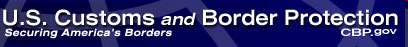 U.S. Customs and Border Protection
Securing America's Borders CBP.gov